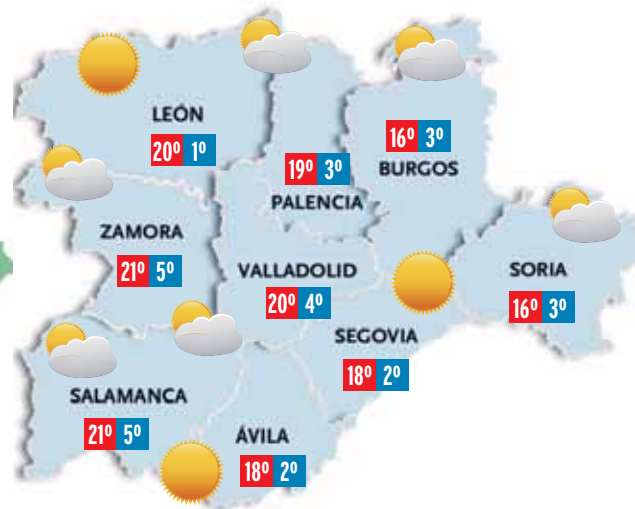 LEÓN
20º 1º
16º 3º
BURGOS
19º 3º
PALENCIA
ZAMORA
21º 5º
VALLADOLID
20º 4º
SORIA
16º 3º
SEGOVIA
18º 2º
SALAMANCA
21º 5º
ÁVILA
18º 2º